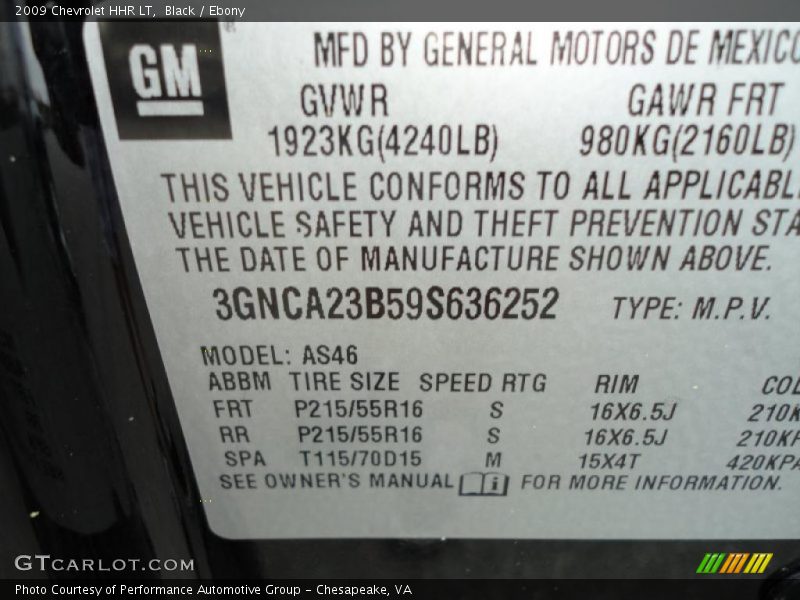 2009 Chevrolet HHR LT, Black / Ebony
GM
MFD BY GENERAL MOTORS DE MEXICO
GVWR GAWR FRT
1923KG(4240LB) 980KG(2160LB)
THIS VEHICLE CONFORMS TO ALL APPLICABL
VEHICLE SAFETY AND THEFT PREVENTION STA
THE DATE OF MANUFACTURE SHOWN ABOVE.
3GNCA23B59S636252 TYPE: M.P.V.
MODEL: AS46
ABBM TIRE SIZE SPEED RTG RIM COL
FRT P215/55R16 S 16X6.5J 210K
RR P215/55R16 S 16X6.5J 210KP
SPA T115/70D15 M 15X4T 420KPA
SEE OWNER'S MANUAL i FOR MORE INFORMATION.
GTCARLOT.COM
Photo Courtesy of Performance Automotive Group - Chesapeake, VA